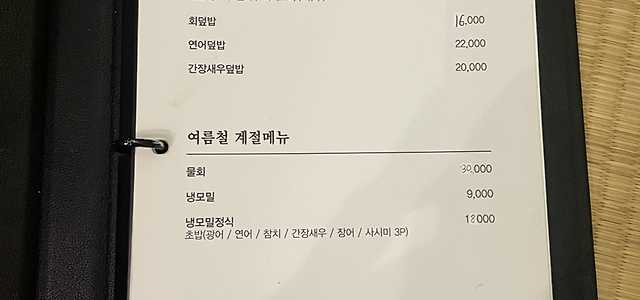 회덮밥 16,000
연어덮밥 22,000
간장새우덮밥 20,000
여름철 계절메뉴
물회 30,000
냉모밀 9,000
냉모밀정식
초밥(광어 / 연어 / 참치 / 간장새우 / 장어 / 사시미 3P)